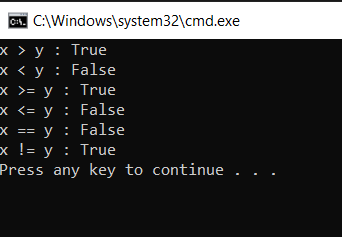 C:\Windows\system32\cmd.exe
x > y : True
x < y : False
x >= y : True
x <= y : False
x == y : False
x != y : True
Press any key to continue . . .